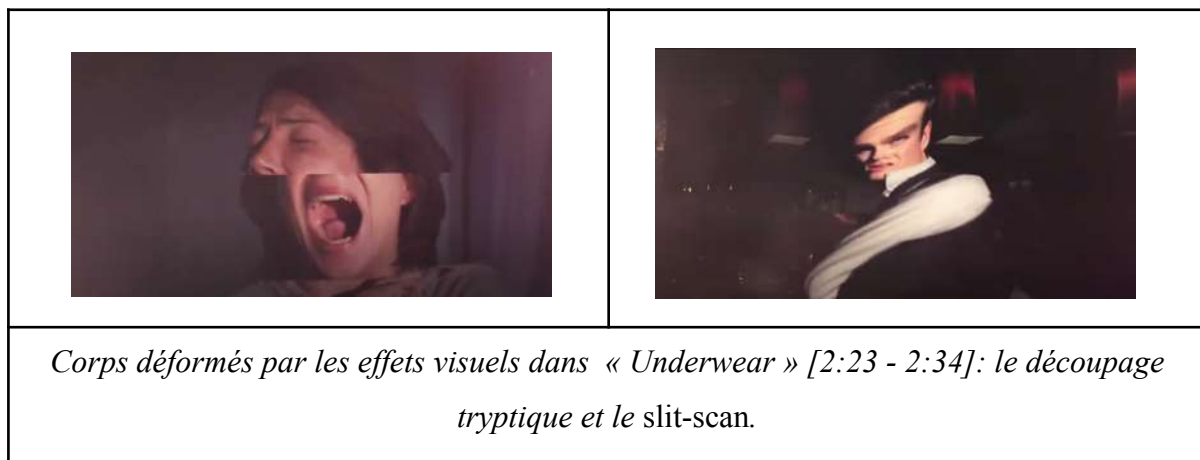 Corps déformés par les effets visuels dans « Underwear » [2:23 - 2:34]: le découpage
tryptique et le slit-scan.